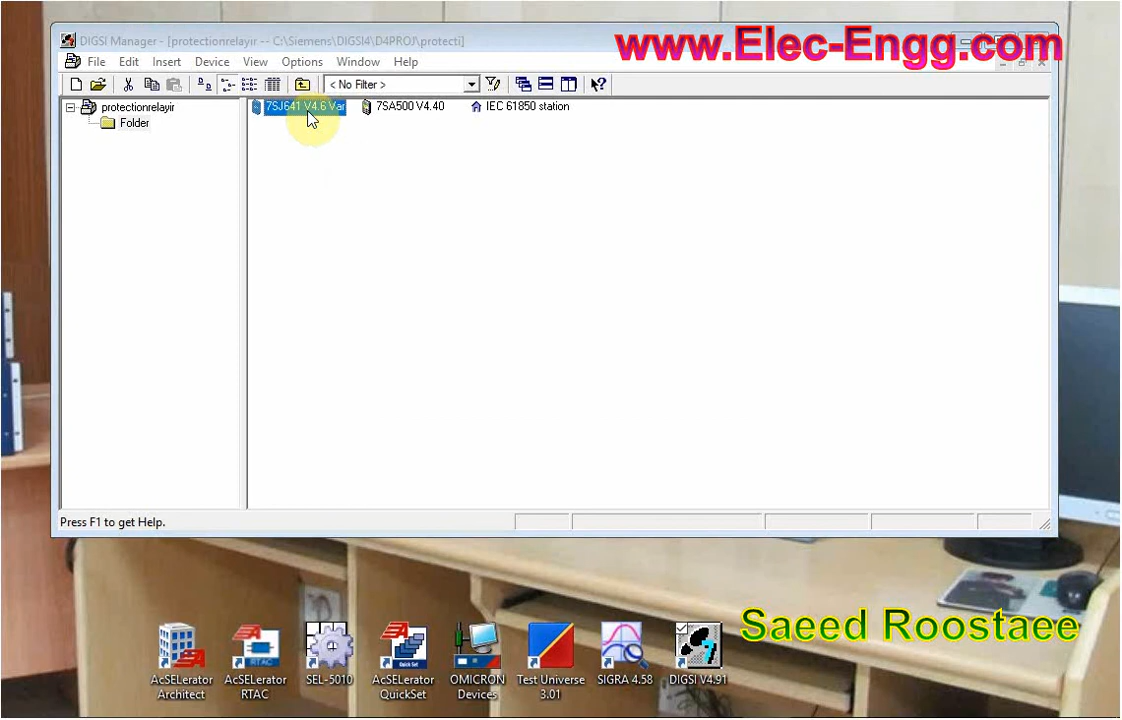 www.Elec-Engg.com
DIGSI Manager - [protectionrelayir -- C:\Siemens\DIGSI4\D4PROJ\protecti]
File Edit Insert Device View Options Window Help
< No Filter >
protectionrelayir
Folder
7SJ641 V4.6 Var 7SA500 V4.40 IEC 61850 station
Press F1 to get Help.
Saeed Roostaee
AcSELerator Architect
AcSELerator RTAC
SEL-5010
AcSELerator QuickSet
OMICRON Devices
Test Universe 3.01
SIGRA 4.58
DIGSI V4.91